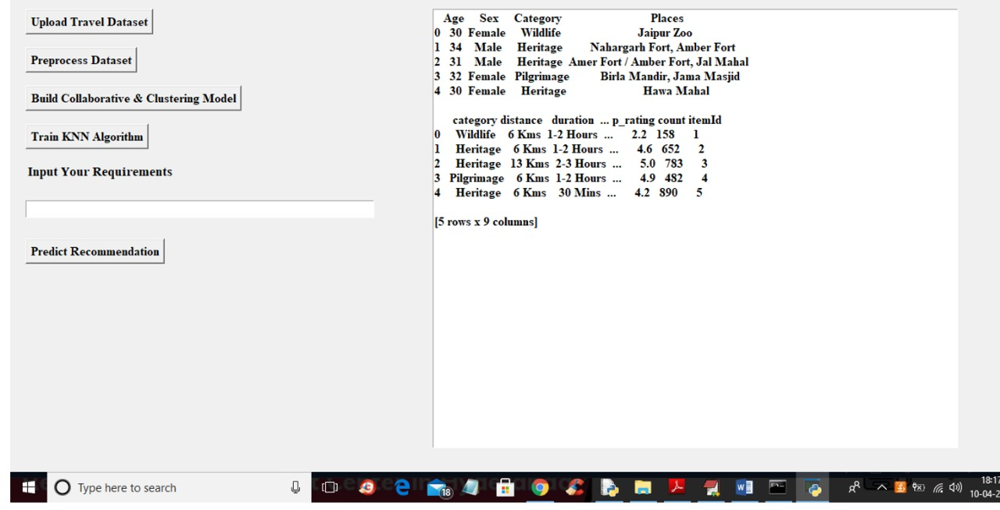 Upload Travel Dataset
Preprocess Dataset
Build Collaborative & Clustering Model
Train KNN Algorithm
Input Your Requirements
Predict Recommendation
Age Sex Category Places
0 30 Female Wildlife Jaipur Zoo
1 34 Male Heritage Nahargarh Fort, Amber Fort
2 31 Male Heritage Amer Fort / Amber Fort, Jal Mahal
3 32 Female Pilgrimage Birla Mandir, Jama Masjid
4 30 Female Heritage Hawa Mahal
category distance duration ... p_rating count itemId
0 Wildlife 6 Kms 1-2 Hours ... 2.2 158 1
1 Heritage 6 Kms 1-2 Hours ... 4.6 652 2
2 Heritage 13 Kms 2-3 Hours ... 5.0 783 3
3 Pilgrimage 6 Kms 1-2 Hours ... 4.9 482 4
4 Heritage 6 Kms 30 Mins ... 4.2 890 5
[5 rows x 9 columns]
Type here to search
18
18:17
10-04-2